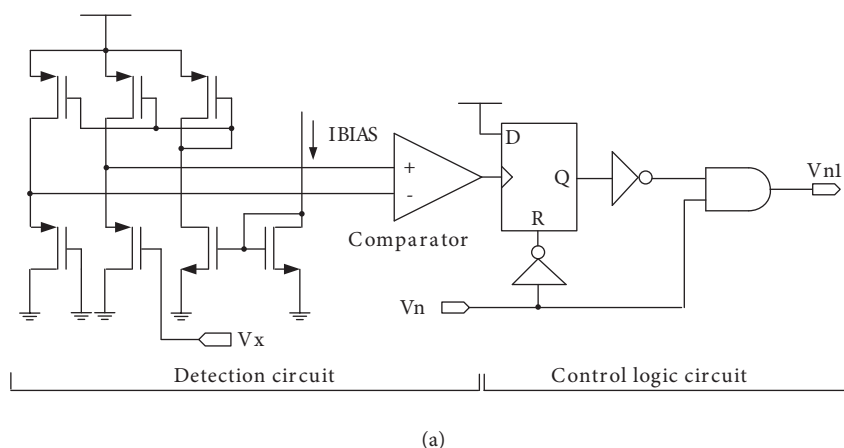 IBIAS
+
-
Comparator
D
Q
R
Vn1
Vn
Vx
Detection circuit
Control logic circuit
(a)